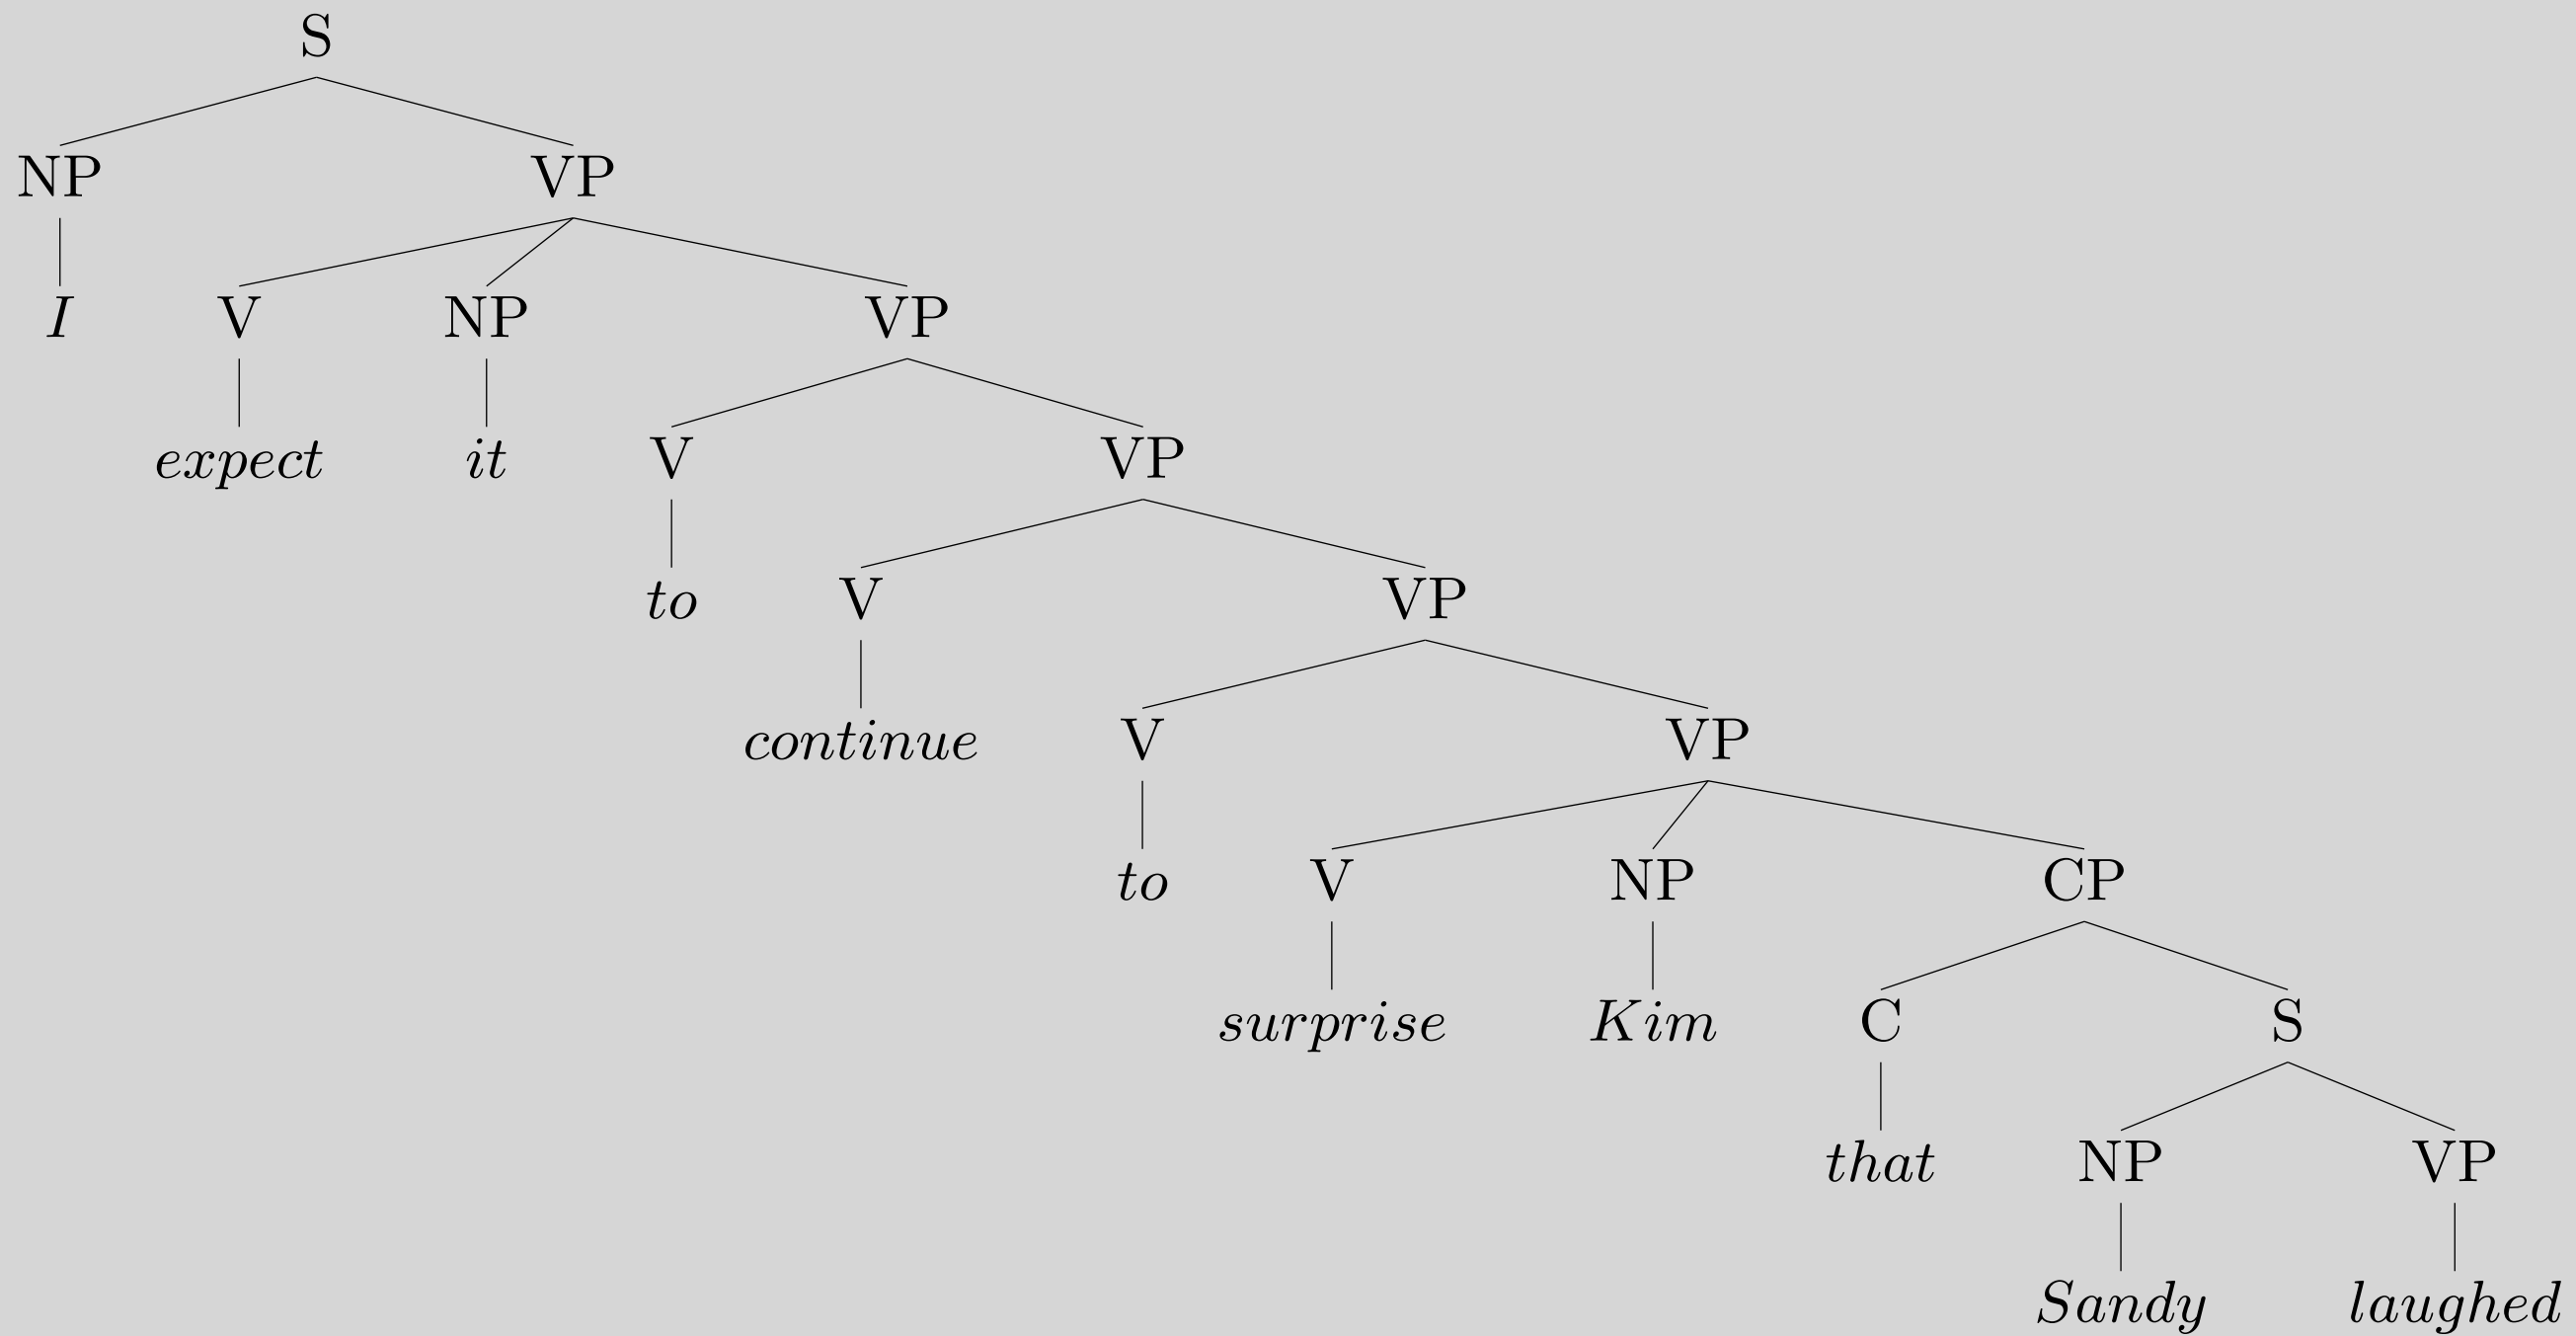 S
NP VP
I V NP VP
expect it V VP
to V VP
continue V VP
to V NP CP
surprise Kim C S
that NP VP
Sandy laughed